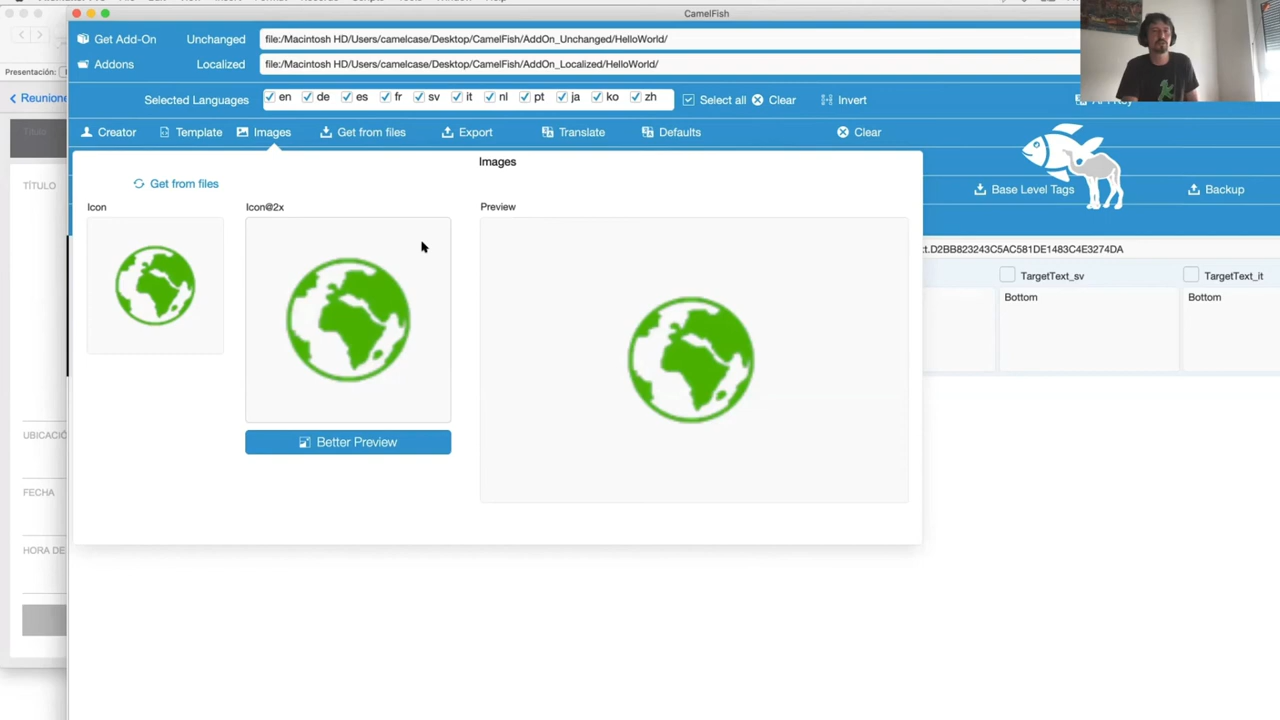 CamelFish
Get Add-On
Unchanged
file:/Macintosh HD/Users/camelcase/Desktop/CamelFish/AddOn_Unchanged/HelloWorld/
Addons
Localized
file:/Macintosh HD/Users/camelcase/Desktop/CamelFish/AddOn_Localized/HelloWorld/
Presentación:
Reunione
Selected Languages
en de es fr sv it nl pt ja ko zh
Select all
Clear
Invert
Creator
Template
Images
Get from files
Export
Translate
Defaults
Clear
Título
Images
Get from files
TÍTULO
Base Level Tags
Backup
Icon
Icon@2x
Preview
t.D2BB823243C5AC581DE1483C4E3274DA
TargetText_sv
TargetText_it
Bottom
Bottom
UBICACIÓ
Better Preview
FECHA
HORA DE